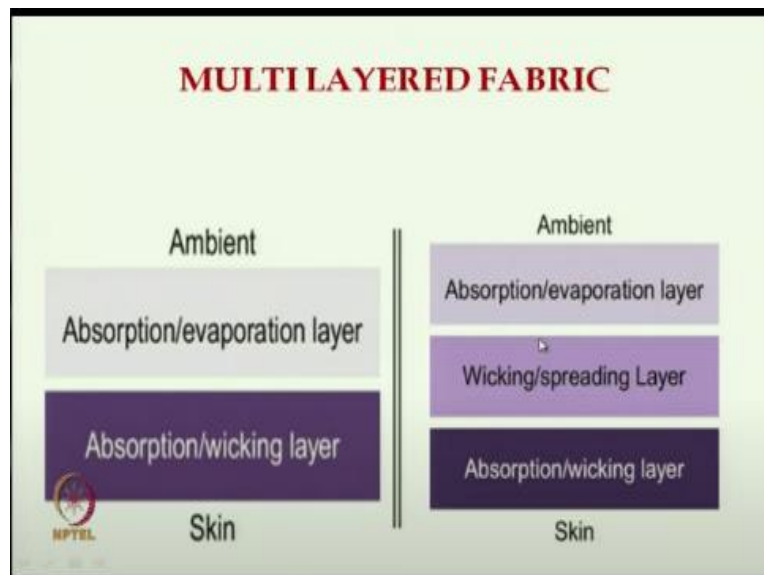 MULTI LAYERED FABRIC
Ambient
Absorption/evaporation layer
Absorption/wicking layer
Skin
Ambient
Absorption/evaporation layer
Wicking/spreading Layer
Absorption/wicking layer
Skin
NPTEL